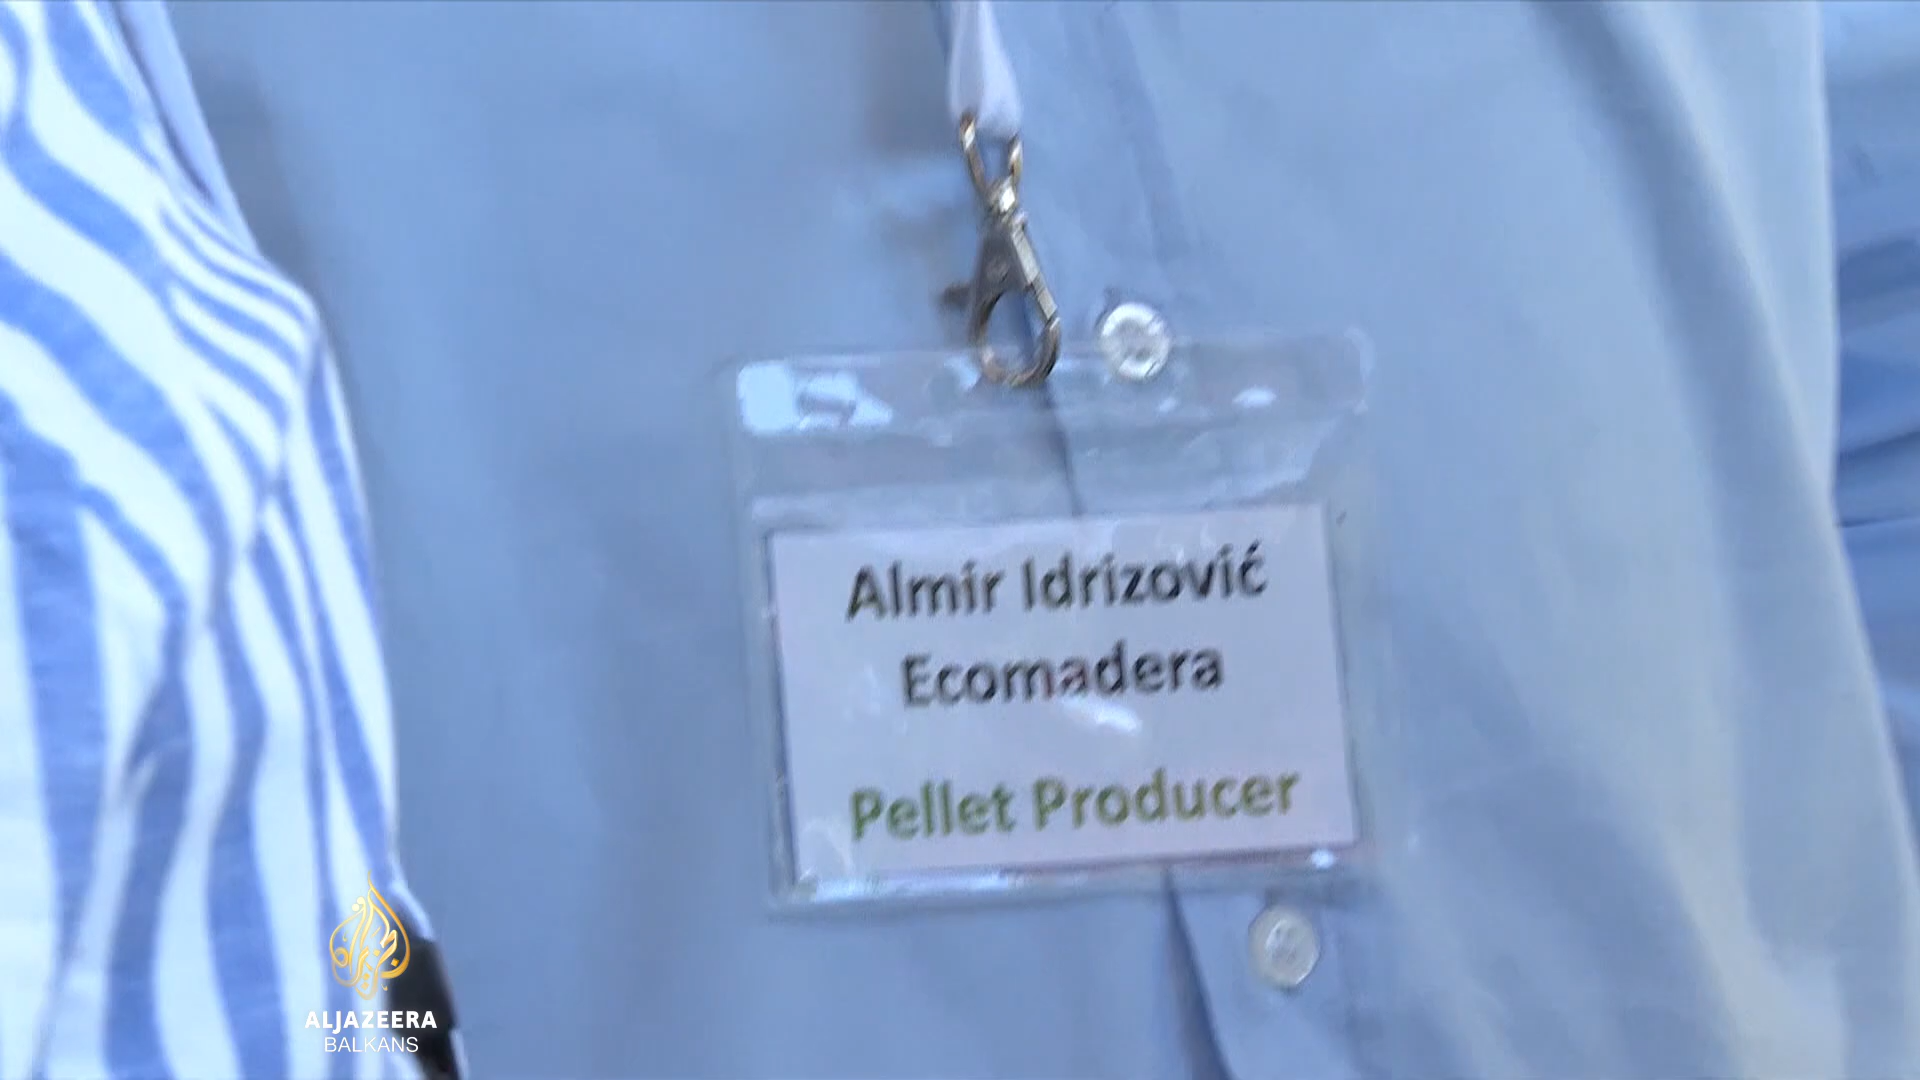 Almir Idrizović
Ecomadera
Pellet Producer
ALJAZEERA
BALKANS